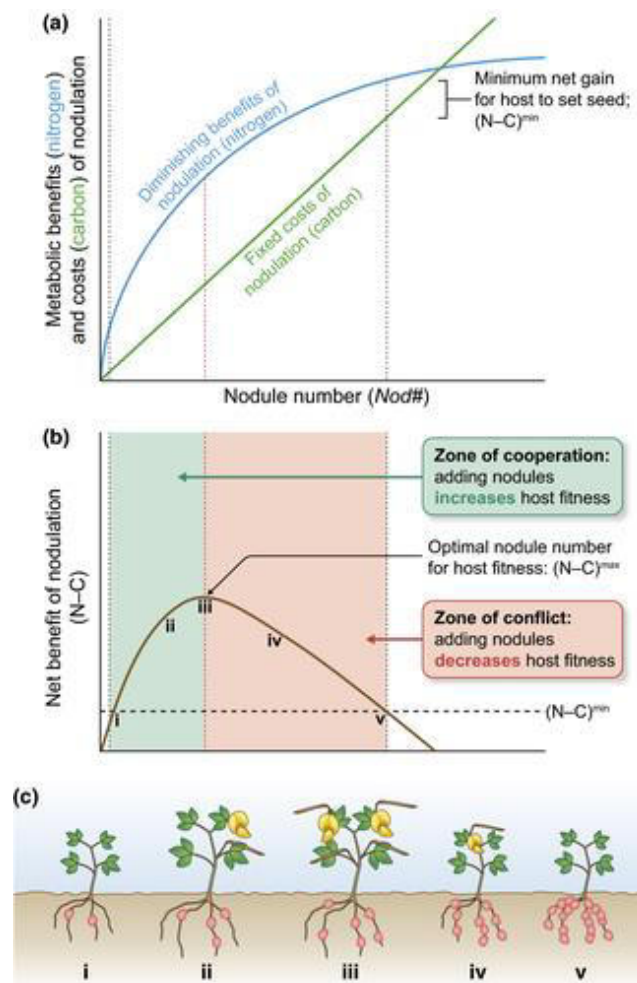 (a)
Metabolic benefits (nitrogen)
and costs (carbon) of nodulation
Diminishing benefits of
nodulation (nitrogen)
Fixed costs of
nodulation (carbon)
Minimum net gain
for host to set seed;
(N–C)min
Nodule number (Nod#)
(b)
Net benefit of nodulation
(N–C)
Zone of cooperation:
adding nodules
increases host fitness
Optimal nodule number
for host fitness: (N–C)max
Zone of conflict:
adding nodules
decreases host fitness
(N–C)min
i
ii
iii
iv
v
(c)
i ii iii iv v